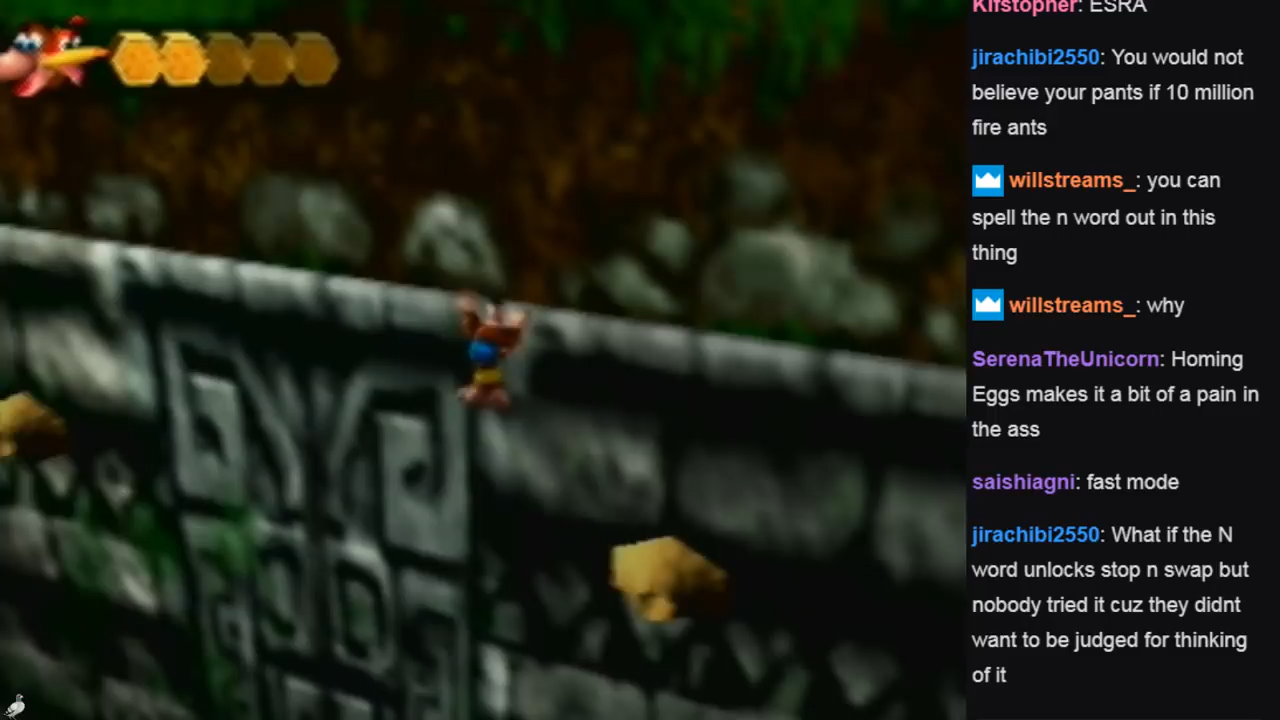 Kifstopher: ESRA
jirachibi2550: You would not
believe your pants if 10 million
fire ants
willstreams_: you can
spell the n word out in this
thing
willstreams_: why
SerenaTheUnicorn: Homing
Eggs makes it a bit of a pain in
the ass
saishiagni: fast mode
jirachibi2550: What if the N
word unlocks stop n swap but
nobody tried it cuz they didnt
want to be judged for thinking
of it